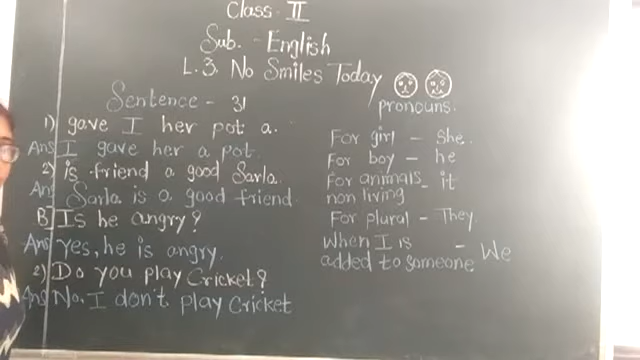 Class - II
Sub. - English
L.3. No Smiles Today
Sentence - 31
1) gave I her pot a.
Ans I gave her a pot.
2) is friend a good Sarla.
Ans Sarla is a good friend.
B] Is he angry?
Ans yes, he is angry.
2) Do you play Cricket?
Ans No. I don't play Cricket
pronouns.
For girl - she.
For boy - he
For animals - it
non living
For plural - They
When I is - We
added to someone